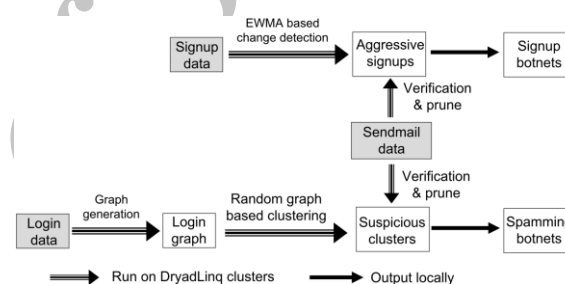 EWMA based
change detection
Signup
data
Aggressive
signups
Signup
botnets
Verification
& prune
Sendmail
data
Verification
& prune
Graph
generation
Random graph
based clustering
Login
data
Login
graph
Suspicious
clusters
Spamming
botnets
Run on DryadLinq clusters
Output locally